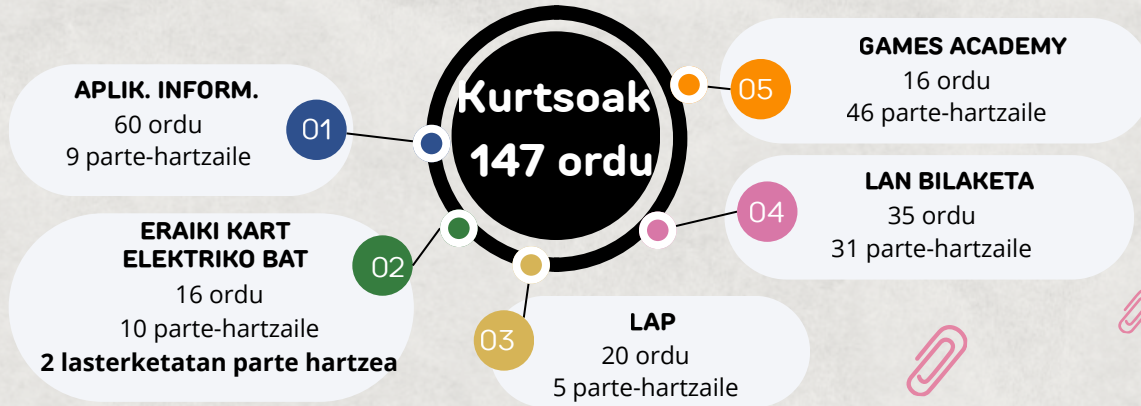 Kurtsoak
147 ordu
APLIK. INFORM.
60 ordu
9 parte-hartzaile
01
ERAIKI KART
ELEKTRIKO BAT
16 ordu
10 parte-hartzaile
2 lasterketatan parte hartzea
02
LAP
20 ordu
5 parte-hartzaile
03
LAN BILAKETA
35 ordu
31 parte-hartzaile
04
GAMES ACADEMY
16 ordu
46 parte-hartzaile
05